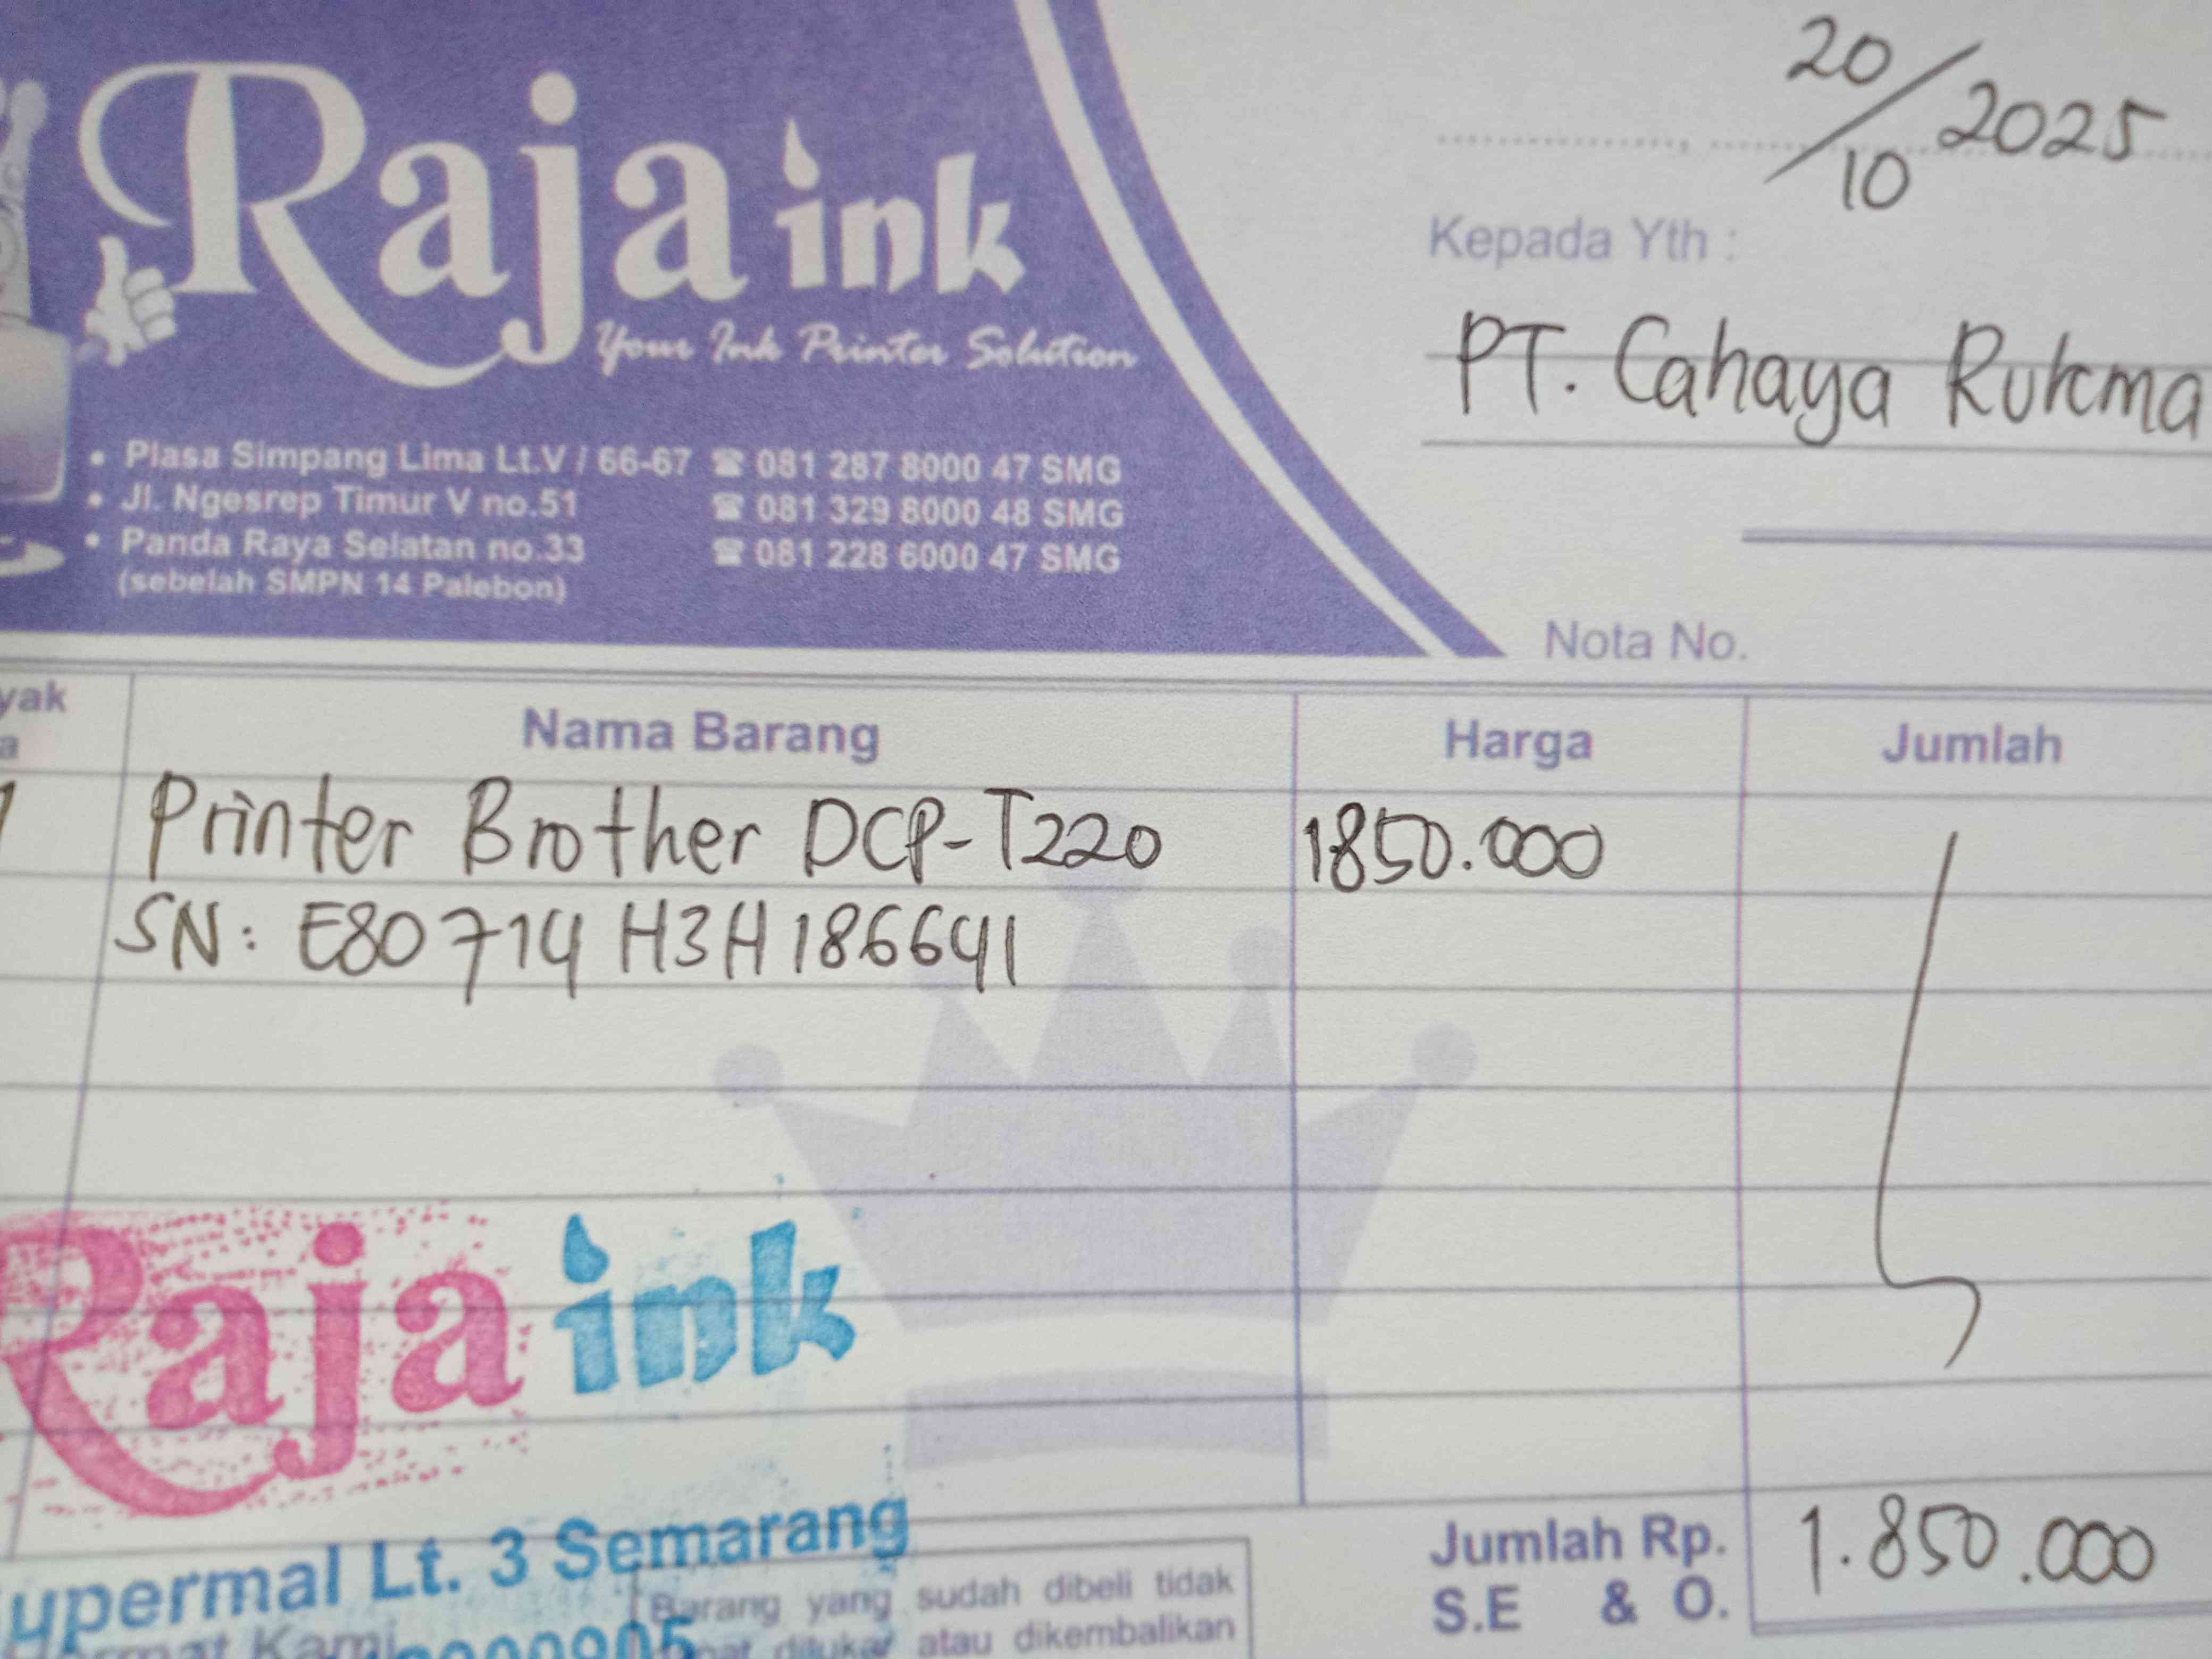 Raja ink
Your Ink Printer Solution
• Plasa Simpang Lima Lt.V / 66-67 ☎ 081 287 8000 47 SMG
• Jl. Ngesrep Timur V no.51 ☎ 081 329 8000 48 SMG
• Panda Raya Selatan no.33 ☎ 081 228 6000 47 SMG
(sebelah SMPN 14 Palebon)
20/10 2025
Kepada Yth :
PT. Cahaya Rukma
Nota No.
yak
a
Nama Barang Harga Jumlah
1 Printer Brother DCP-T220 1850.000
SN: E80714H3H186641
Raja ink
upermal Lt. 3 Semarang
Jumlah Rp. 1.850.000
S.E & O.
Barang yang sudah dibeli tidak
ditukar atau dikembalikan
Kami